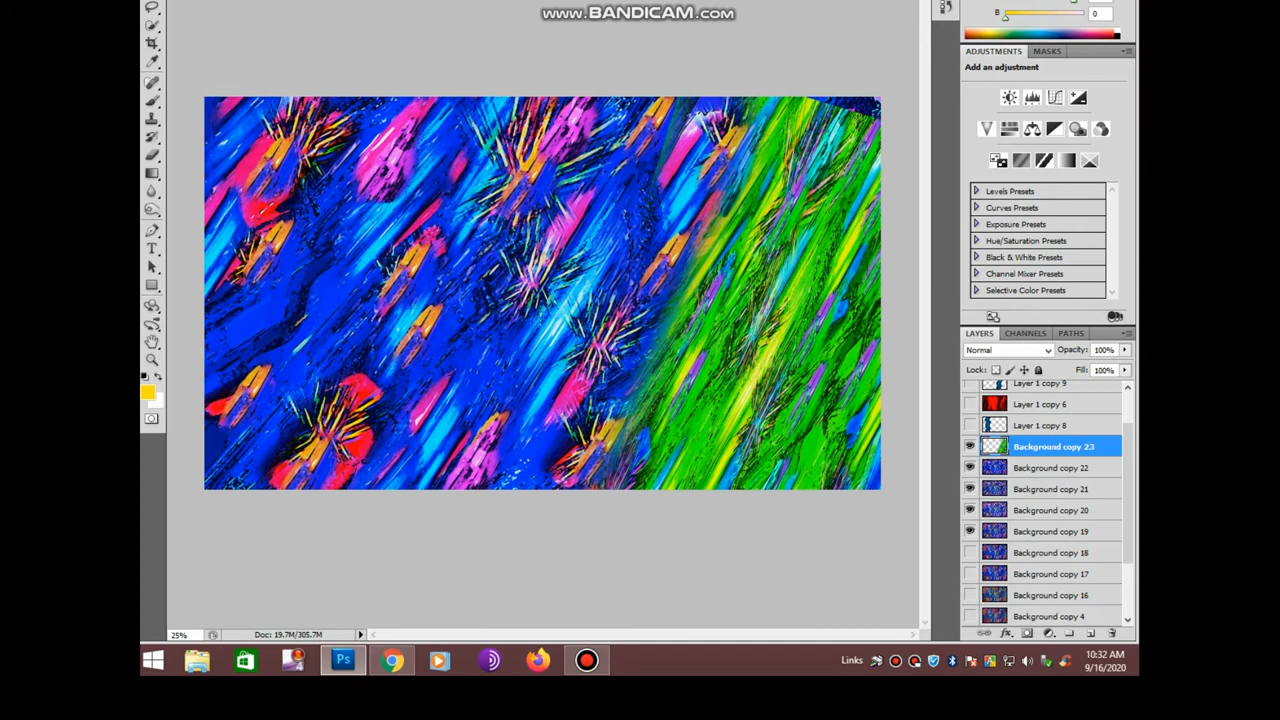 www.BANDICAM.com
B
0
ADJUSTMENTS MASKS
Add an adjustment
Levels Presets
Curves Presets
Exposure Presets
Hue/Saturation Presets
Black & White Presets
Channel Mixer Presets
Selective Color Presets
LAYERS CHANNELS PATHS
Normal Opacity: 100%
Lock: Fill: 100%
Layer 1 copy 9
Layer 1 copy 6
Layer 1 copy 8
Background copy 23
Background copy 22
Background copy 21
Background copy 20
Background copy 19
Background copy 18
Background copy 17
Background copy 16
Background copy 4
fx
T
25% Doc: 19.7M/305.7M
Ps
Links
10:32 AM
9/16/2020